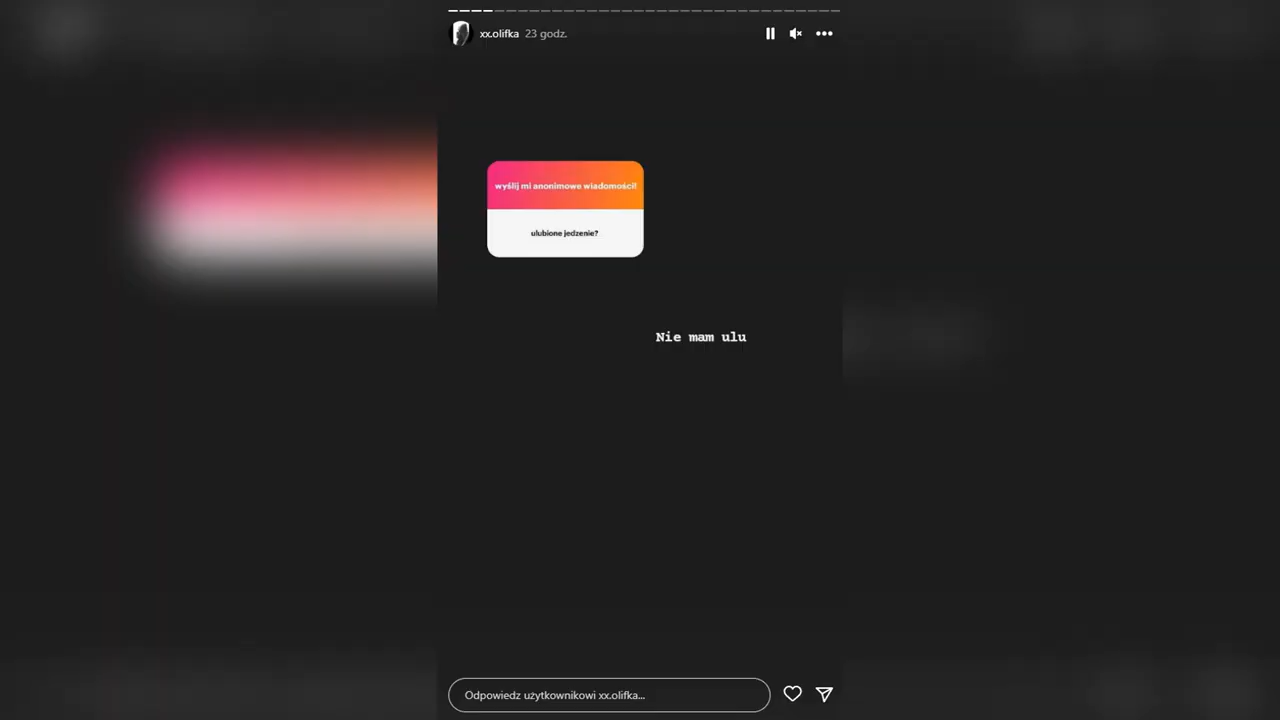 xx.olifka 23 godz.
wyślij mi anonimowe wiadomości!
ulubione jedzenie?
Nie mam ulu
Odpowiedz użytkownikowi xx.olifka...